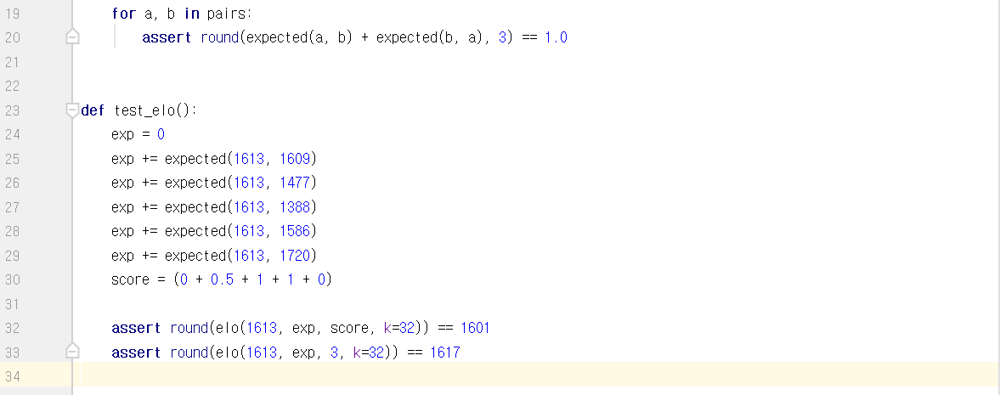 19 for a, b in pairs:
20 assert round(expected(a, b) + expected(b, a), 3) == 1.0
21
22
23 def test_elo():
24 exp = 0
25 exp += expected(1613, 1609)
26 exp += expected(1613, 1477)
27 exp += expected(1613, 1388)
28 exp += expected(1613, 1586)
29 exp += expected(1613, 1720)
30 score = (0 + 0.5 + 1 + 1 + 0)
31
32 assert round(elo(1613, exp, score, k=32)) == 1601
33 assert round(elo(1613, exp, 3, k=32)) == 1617
34